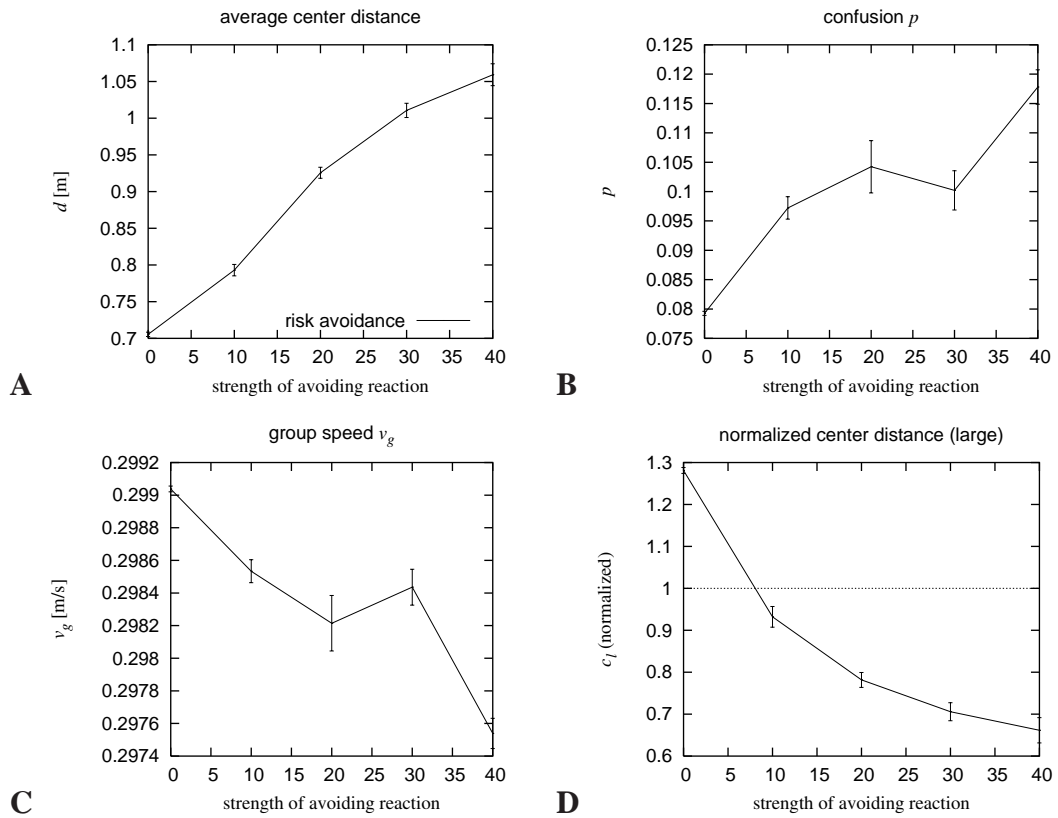 average center distance
1.1
1.05
1
0.95
0.9
0.85
0.8
0.75
0.7
d [m]
risk avoidance
0 5 10 15 20 25 30 35 40
strength of avoiding reaction
A
confusion p
0.125
0.12
0.115
0.11
0.105
0.1
0.095
0.09
0.085
0.08
0.075
p
0 5 10 15 20 25 30 35 40
strength of avoiding reaction
B
group speed vg
0.2992
0.299
0.2988
0.2986
0.2984
0.2982
0.298
0.2976
0.2974
vg [m/s]
0 5 10 15 20 25 30 35 40
strength of avoiding reaction
C
normalized center distance (large)
1.3
1.2
1.1
1
0.9
0.8
0.7
0.6
cl (normalized)
0 5 10 15 20 25 30 35 40
strength of avoiding reaction
D